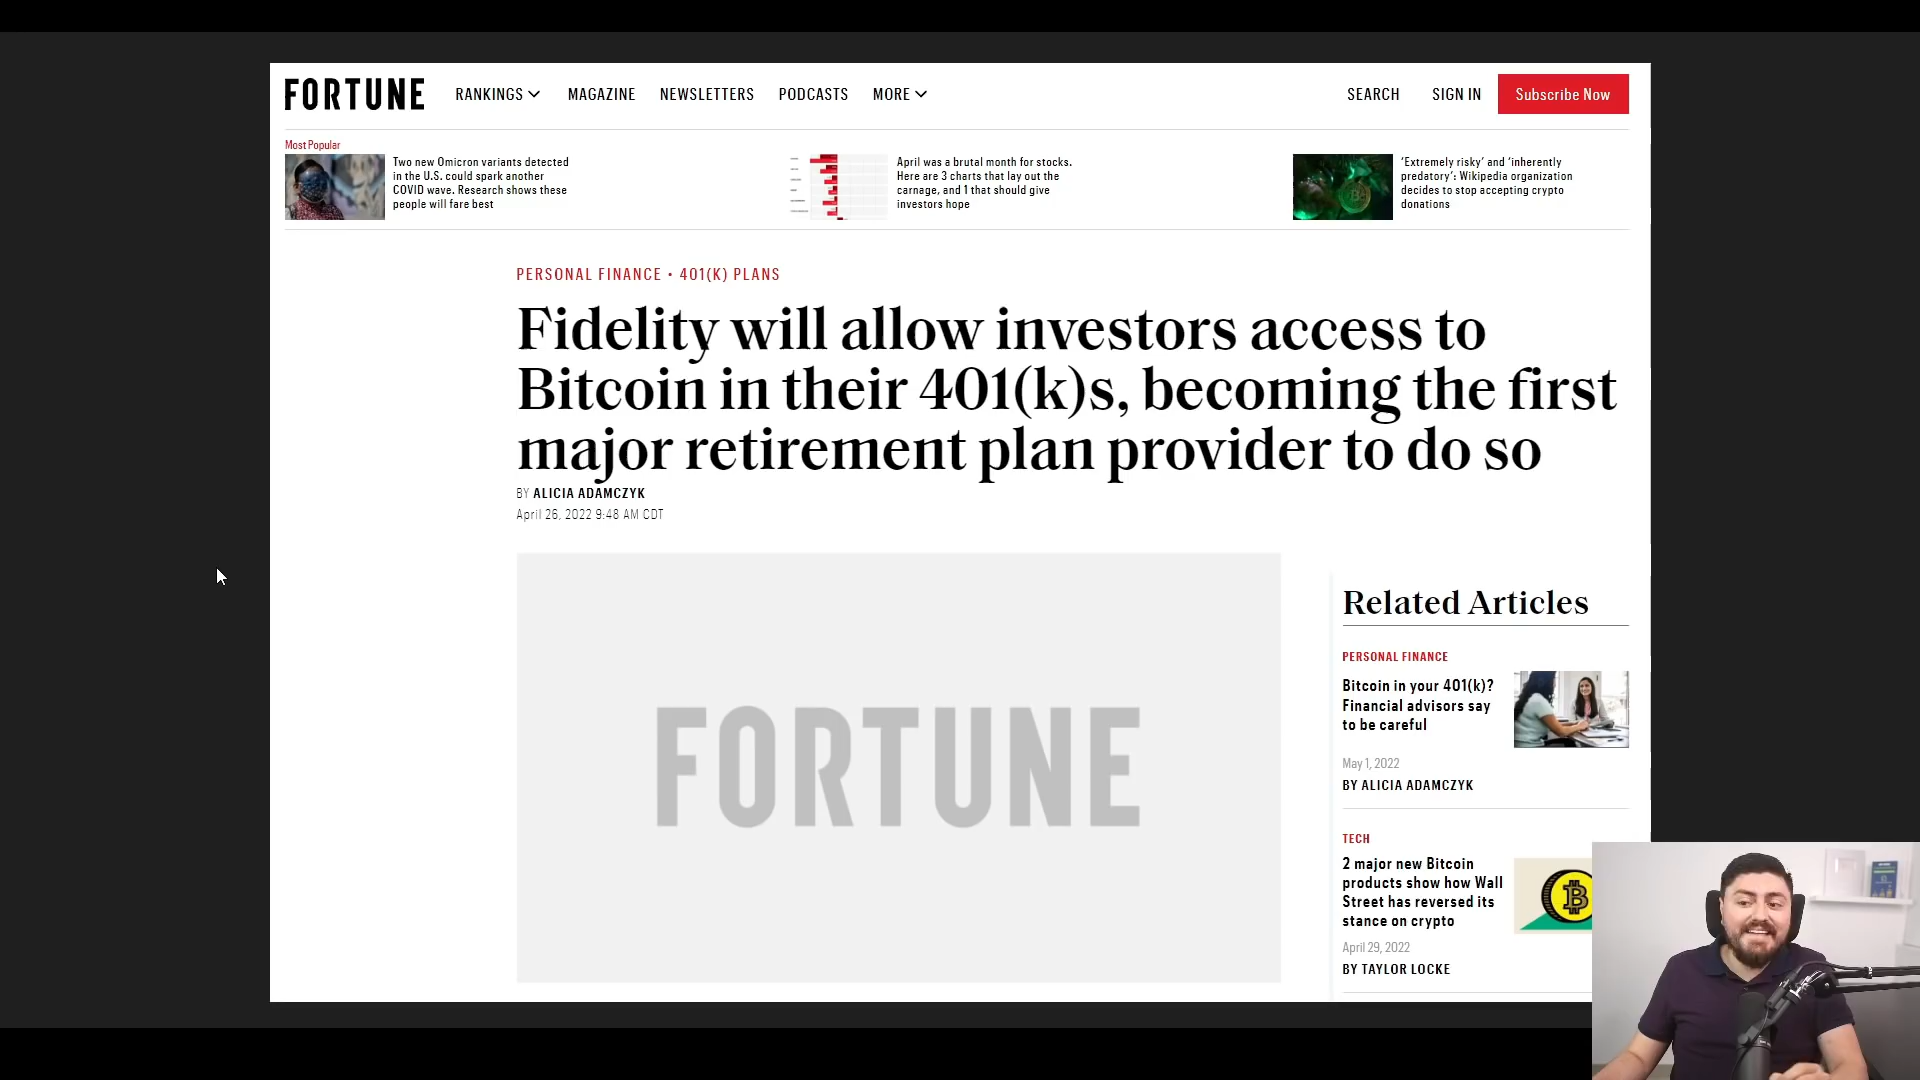 FORTUNE
RANKINGS
MAGAZINE
NEWSLETTERS
PODCASTS
MORE
SEARCH
SIGN IN
Subscribe Now
Most Popular
Two new Omicron variants detected
in the U.S. could spark another
COVID wave. Research shows these
people will fare best
April was a brutal month for stocks.
Here are 3 charts that lay out the
carnage, and 1 that should give
investors hope
‘Extremely risky’ and ‘inherently
predatory’: Wikipedia organization
decides to stop accepting crypto
donations
PERSONAL FINANCE • 401(K) PLANS
Fidelity will allow investors access to
Bitcoin in their 401(k)s, becoming the first
major retirement plan provider to do so
BY ALICIA ADAMCZYK
April 26, 2022 9:48 AM CDT
FORTUNE
Related Articles
PERSONAL FINANCE
Bitcoin in your 401(k)?
Financial advisors say
to be careful
May 1, 2022
BY ALICIA ADAMCZYK
TECH
2 major new Bitcoin
products show how Wall
Street has reversed its
stance on crypto
April 29, 2022
BY TAYLOR LOCKE